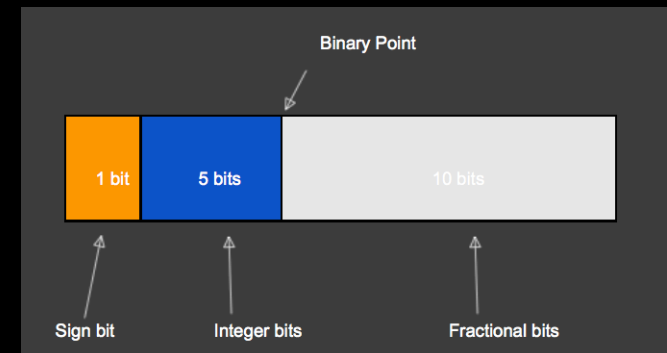 Binary Point
1 bit
5 bits
10 bits
Sign bit
Integer bits
Fractional bits